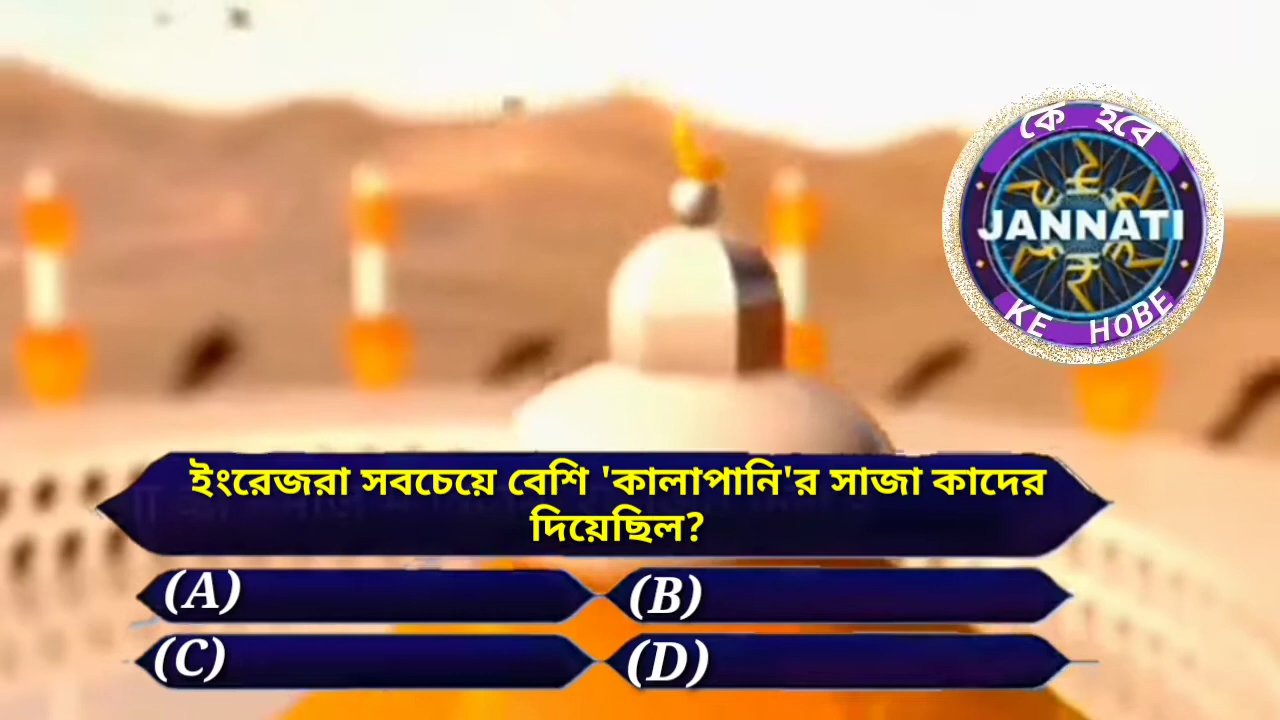 কে হবে
JANNATI
KE HOBE
ইংরেজরা সবচেয়ে বেশি 'কালাপানি'র সাজা কাদের
দিয়েছিল?
(A)
(B)
(C)
(D)